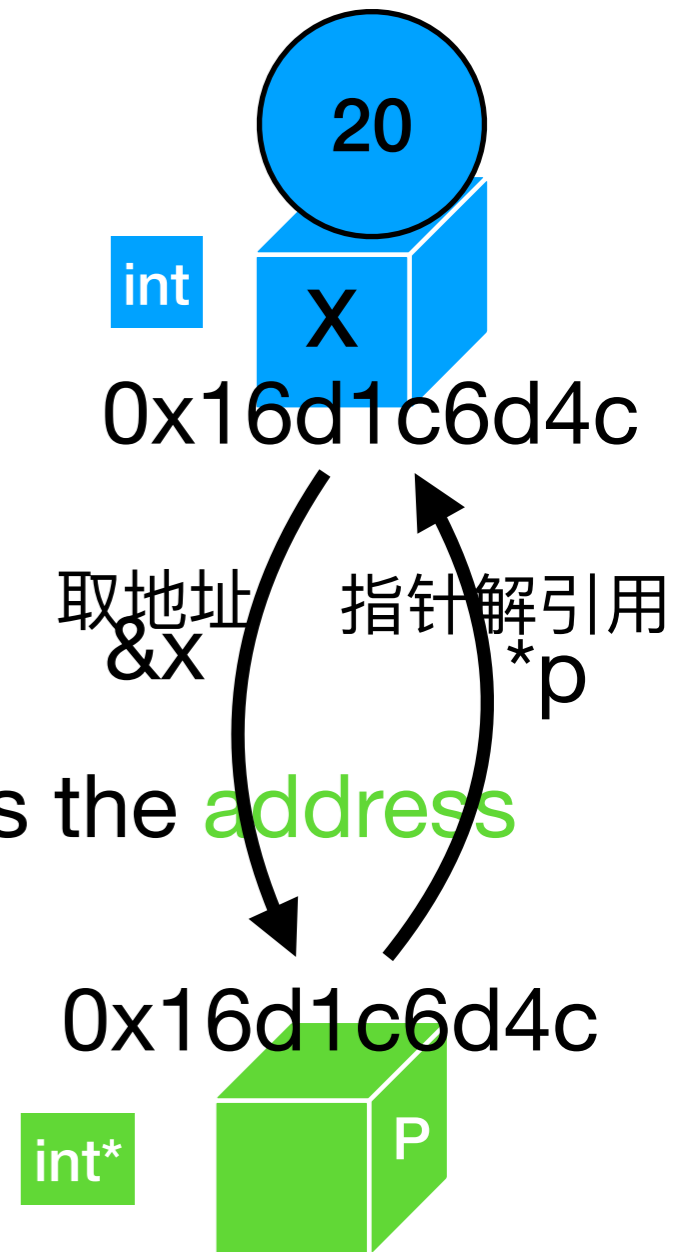 20
int
X
0x16d1c6d4c
取地址
&x
指针解引用
*p
s the address
0x16d1c6d4c
int*
P